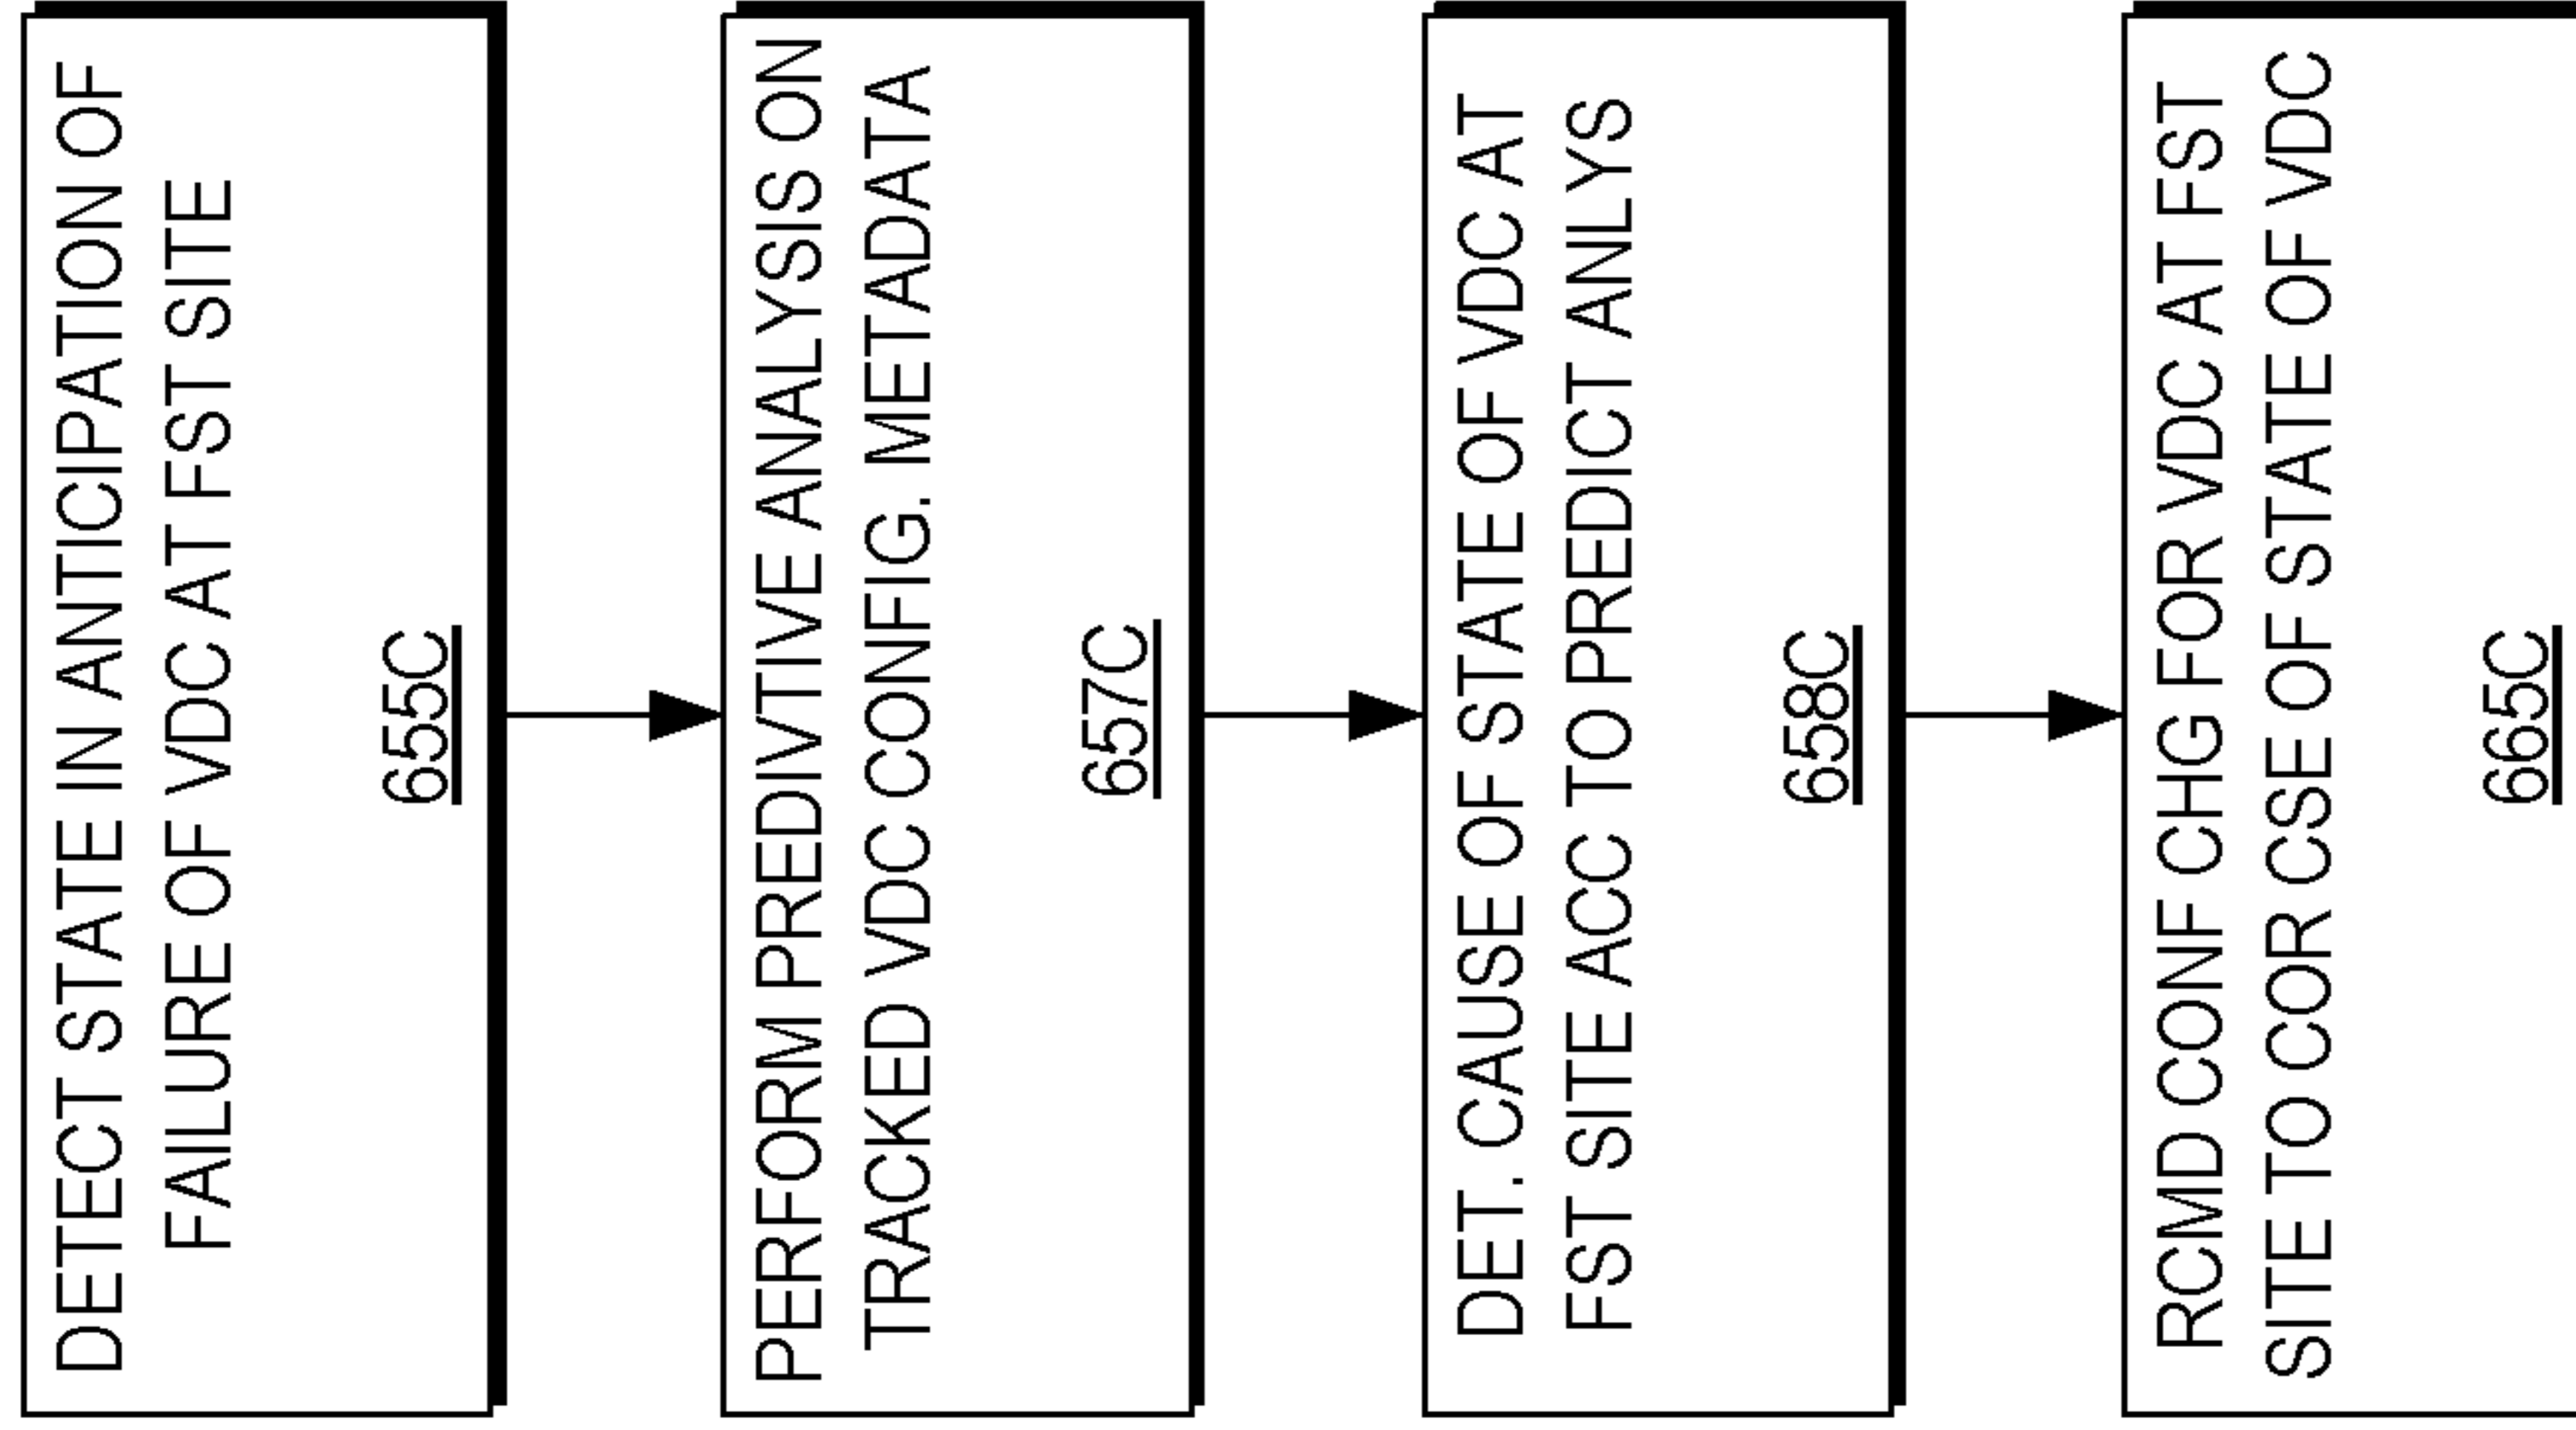 DETECT STATE IN ANTICIPATION OF
FAILURE OF VDC AT FST SITE
655C
PERFORM PREDIVTIVE ANALYSIS ON
TRACKED VDC CONFIG. METADATA
657C
DET. CAUSE OF STATE OF VDC AT
FST SITE ACC TO PREDICT ANLYS
658C
RCMD CONF CHG FOR VDC AT FST
SITE TO COR CSE OF STATE OF VDC
665C